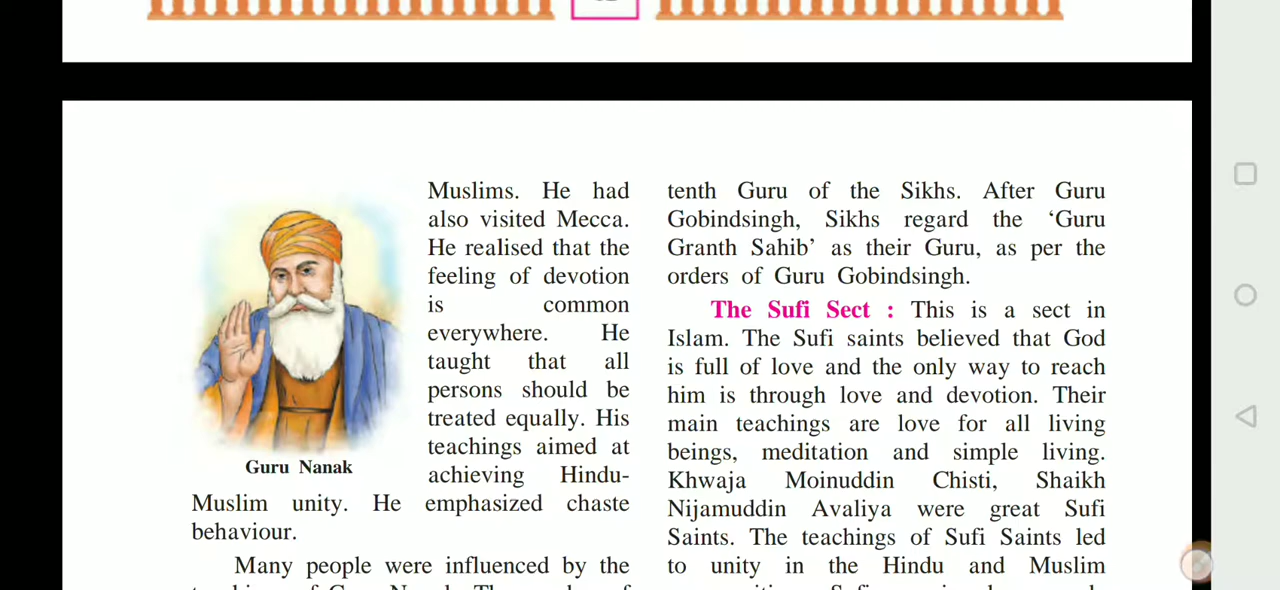 Muslims. He had
also visited Mecca.
He realised that the
feeling of devotion
is common
everywhere. He
taught that all
persons should be
treated equally. His
teachings aimed at
achieving Hindu-
Guru Nanak
Muslim unity. He emphasized chaste
behaviour.
Many people were influenced by the
tenth Guru of the Sikhs. After Guru
Gobindsingh, Sikhs regard the ‘Guru
Granth Sahib’ as their Guru, as per the
orders of Guru Gobindsingh.
The Sufi Sect : This is a sect in
Islam. The Sufi saints believed that God
is full of love and the only way to reach
him is through love and devotion. Their
main teachings are love for all living
beings, meditation and simple living.
Khwaja Moinuddin Chisti, Shaikh
Nijamuddin Avaliya were great Sufi
Saints. The teachings of Sufi Saints led
to unity in the Hindu and Muslim